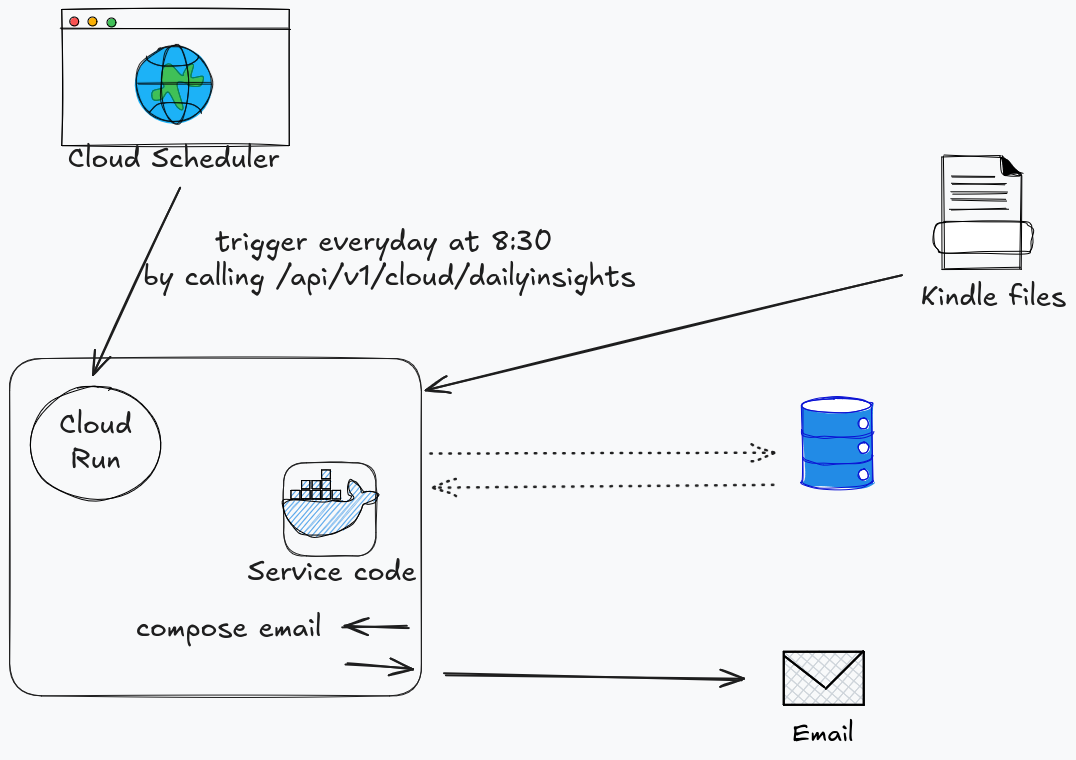 Cloud Scheduler
trigger everyday at 8:30
by calling /api/v1/cloud/dailyinsights
Kindle files
Cloud
Run
Service code
compose email
Email